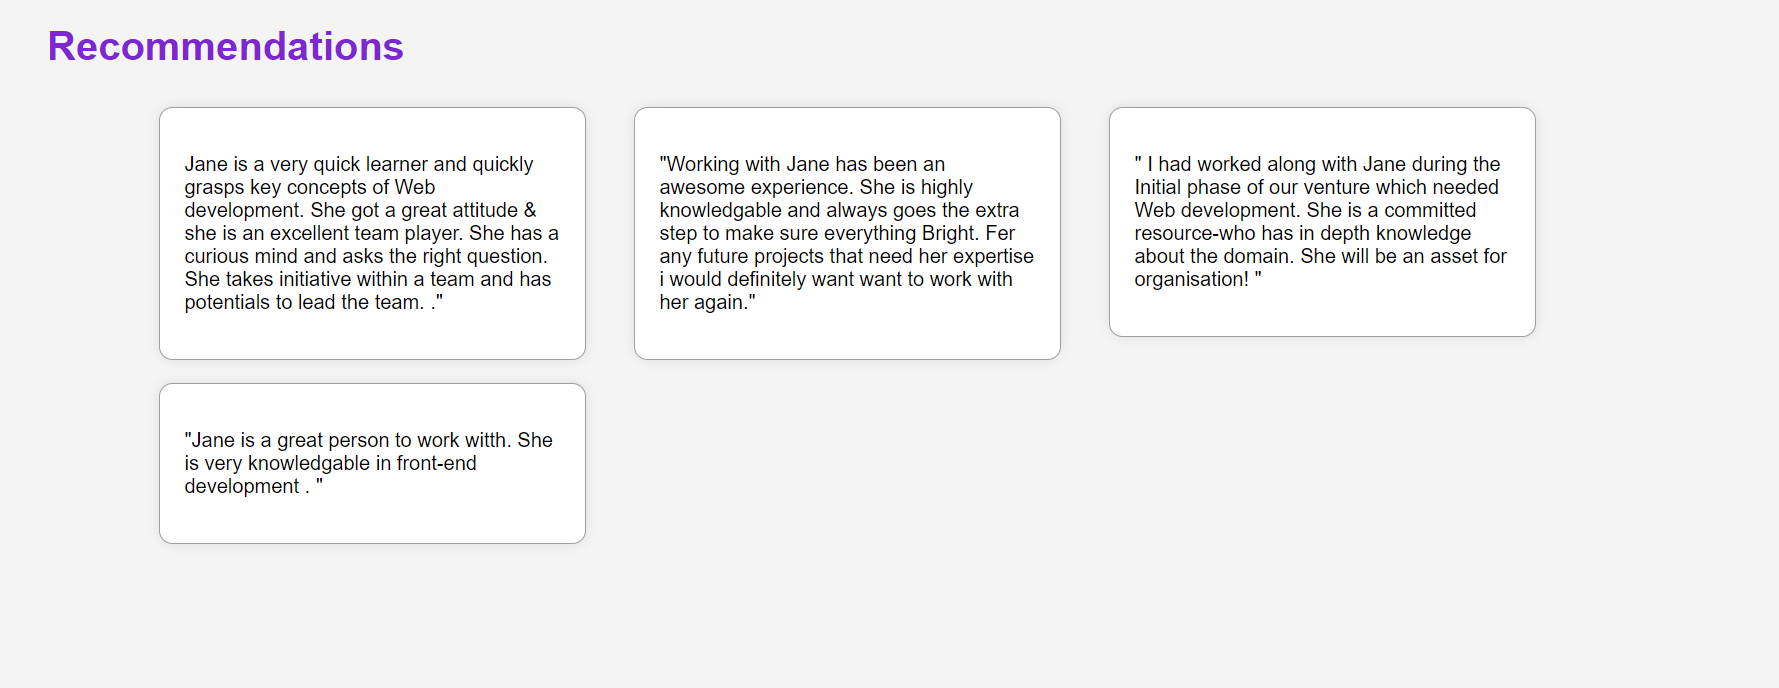 Recommendations
Jane is a very quick learner and quickly
grasps key concepts of Web
development. She got a great attitude &
she is an excellent team player. She has a
curious mind and asks the right question.
She takes initiative within a team and has
potentials to lead the team. ."
"Working with Jane has been an
awesome experience. She is highly
knowledgable and always goes the extra
step to make sure everything Bright. Fer
any future projects that need her expertise
i would definitely want want to work with
her again."
" I had worked along with Jane during the
Initial phase of our venture which needed
Web development. She is a committed
resource-who has in depth knowledge
about the domain. She will be an asset for
organisation! "
"Jane is a great person to work witth. She
is very knowledgable in front-end
development . "